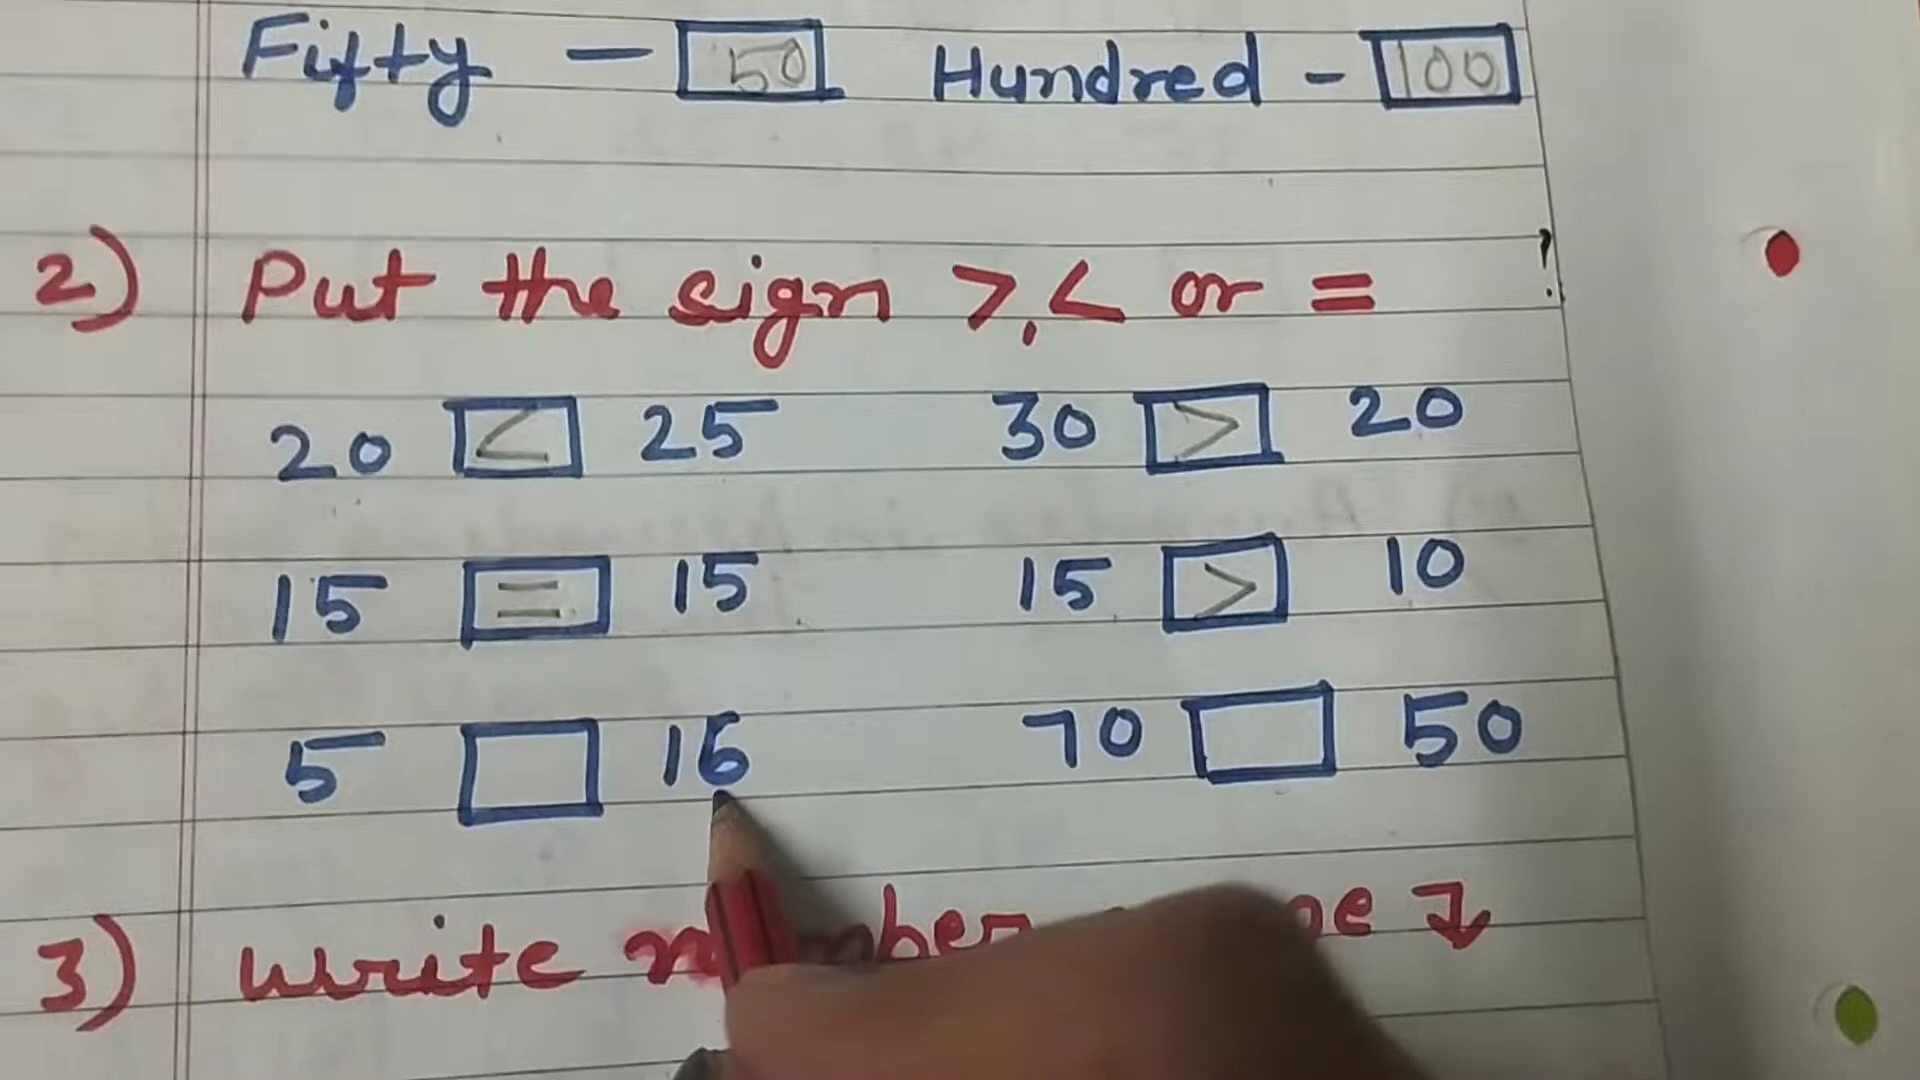 Fifty - 50 Hundred - 100
2) Put the sign >, < or =
20 < 25 30 > 20
15 = 15 15 > 10
5 16 70 50
3) Write